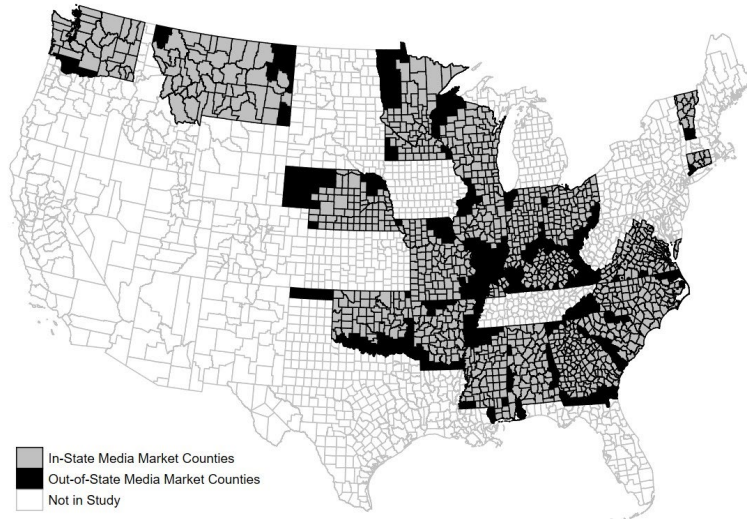 In-State Media Market Counties
Out-of-State Media Market Counties
Not in Study